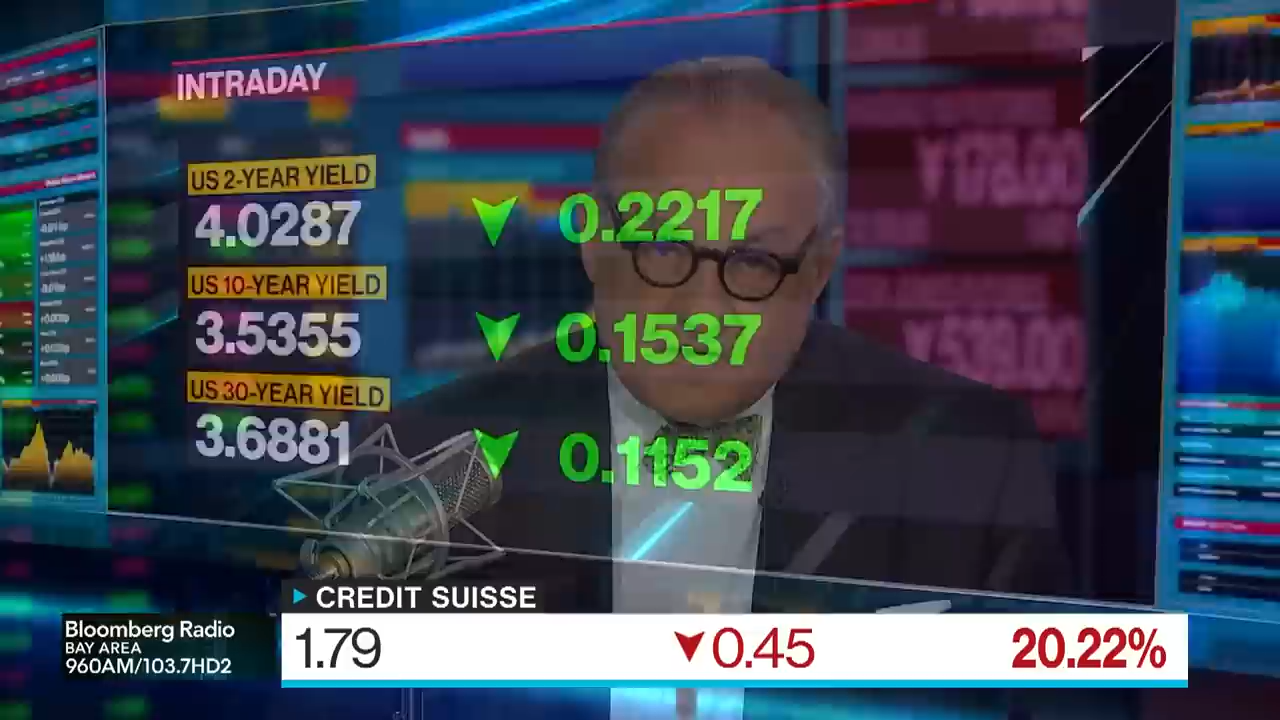 INTRADAY
US 2-YEAR YIELD
4.0287 0.2217
US 10-YEAR YIELD
3.5355 0.1537
US 30-YEAR YIELD
3.6881 0.1152
CREDIT SUISSE
1.79 0.45 20.22%
Bloomberg Radio
BAY AREA
960AM/103.7HD2